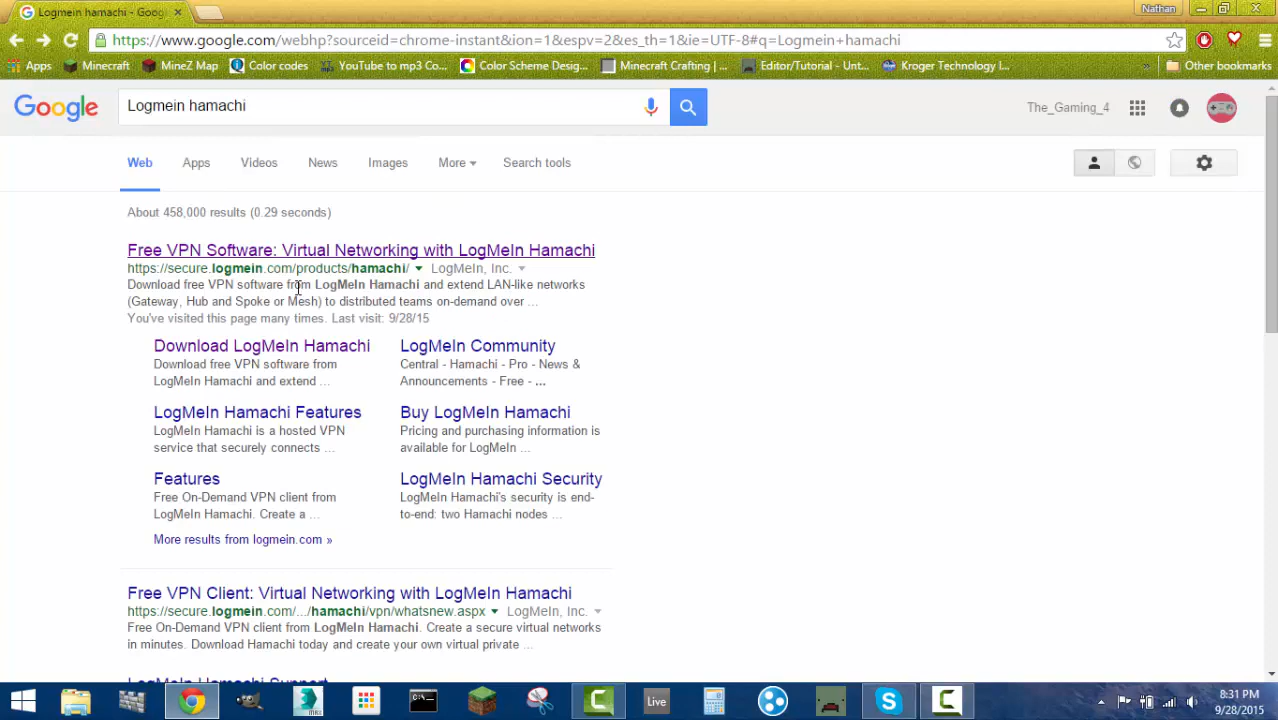 Logmein hamachi - Goog
Nathan
https://www.google.com/webhp?sourceid=chrome-instant&ion=1&espv=2&es_th=1&ie=UTF-8#q=Logmein+hamachi
Apps Minecraft MineZ Map Color codes YouTube to mp3 Co... Color Scheme Desig... Minecraft Crafting |... Editor/Tutorial - Unt... Kroger Technology I... » Other bookmarks
Google Logmein hamachi The_Gaming_4
Web Apps Videos News Images More Search tools
About 458,000 results (0.29 seconds)
Free VPN Software: Virtual Networking with LogMeIn Hamachi
https://secure.logmein.com/products/hamachi/ LogMeIn, Inc.
Download free VPN software from LogMeIn Hamachi and extend LAN-like networks
(Gateway, Hub and Spoke or Mesh) to distributed teams on-demand over ...
You've visited this page many times. Last visit: 9/28/15
Download LogMeIn Hamachi
Download free VPN software from
LogMeIn Hamachi and extend ...
LogMeIn Community
Central - Hamachi - Pro - News &
Announcements - Free - ...
LogMeIn Hamachi Features
LogMeIn Hamachi is a hosted VPN
service that securely connects ...
Buy LogMeIn Hamachi
Pricing and purchasing information is
available for LogMeIn ...
Features
Free On-Demand VPN client from
LogMeIn Hamachi. Create a ...
LogMeIn Hamachi Security
LogMeIn Hamachi's security is end-
to-end: two Hamachi nodes ...
More results from logmein.com »
Free VPN Client: Virtual Networking with LogMeIn Hamachi
https://secure.logmein.com/.../hamachi/vpn/whatsnew.aspx LogMeIn, Inc.
Free On-Demand VPN client from LogMeIn Hamachi. Create a secure virtual networks
in minutes. Download Hamachi today and create your own virtual private ...
LogMeIn Hamachi Support
Live
8:31 PM
9/28/2015